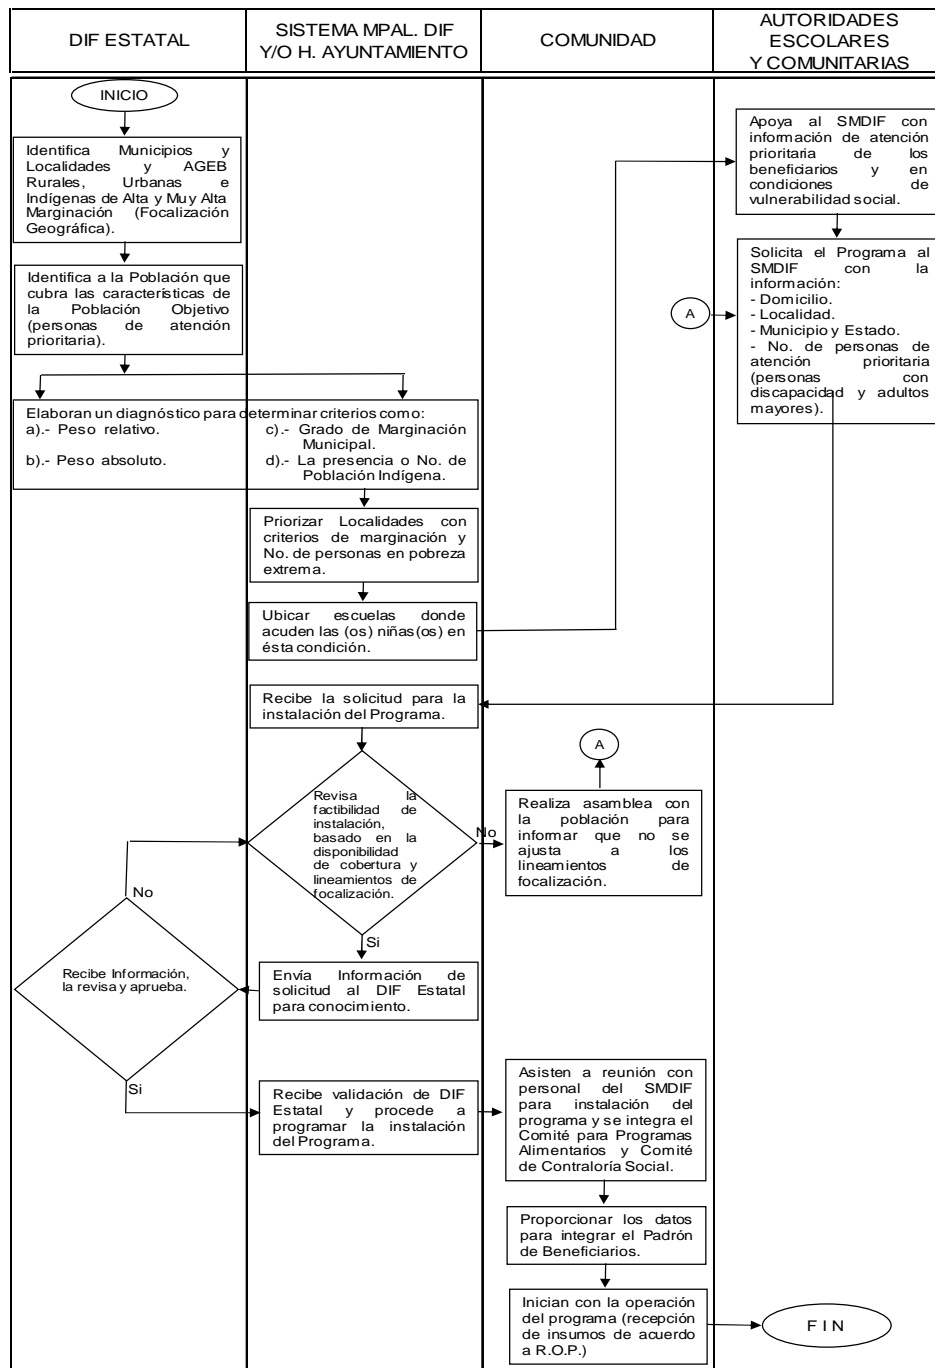 DIF ESTATAL
SISTEMA MPAL. DIF
Y/O H. AYUNTAMIENTO
COMUNIDAD
AUTORIDADES
ESCOLARES
Y COMUNITARIAS
INICIO
Identifica Municipios y
Localidades y AGEB
Rurales, Urbanas e
Indígenas de Alta y Muy Alta
Marginación (Focalización
Geográfica).
Identifica a la Población que
cubra las características de
la Población Objetivo
(personas de atención
prioritaria).
Elaboran un diagnóstico para determinar criterios como:
a).- Peso relativo.
b).- Peso absoluto.
c).- Grado de Marginación
Municipal.
d).- La presencia o No. de
Población Indígena.
Priorizar Localidades con
criterios de marginación y
No. de personas en pobreza
extrema.
Ubicar escuelas donde
acuden las (os) niñas(os) en
ésta condición.
Apoya al SMDIF con
información de atención
prioritaria de los
beneficiarios y en
condiciones de
vulnerabilidad social.
Solicita el Programa al
SMDIF con la
información:
- Domicilio.
- Localidad.
- Municipio y Estado.
- No. de personas de
atención prioritaria
(personas con
discapacidad y adultos
mayores).
A
Recibe la solicitud para la
instalación del Programa.
Revisa la
factibilidad de
instalación,
basado en la
disponibilidad
de cobertura y
lineamientos de
focalización.
No
A
Realiza asamblea con
la población para
informar que no se
ajusta a los
lineamientos de
focalización.
Si
Envía Información de
solicitud al DIF Estatal
para conocimiento.
No
Recibe Información,
la revisa y aprueba.
Si
Recibe validación de DIF
Estatal y procede a
programar la instalación
del Programa.
Asisten a reunión con
personal del SMDIF
para instalación del
programa y se integra el
Comité para Programas
Alimentarios y Comité
de Contraloría Social.
Proporcionar los datos
para integrar el Padrón
de Beneficiarios.
Inician con la operación
del programa (recepción
de insumos de acuerdo
a R.O.P.)
F I N